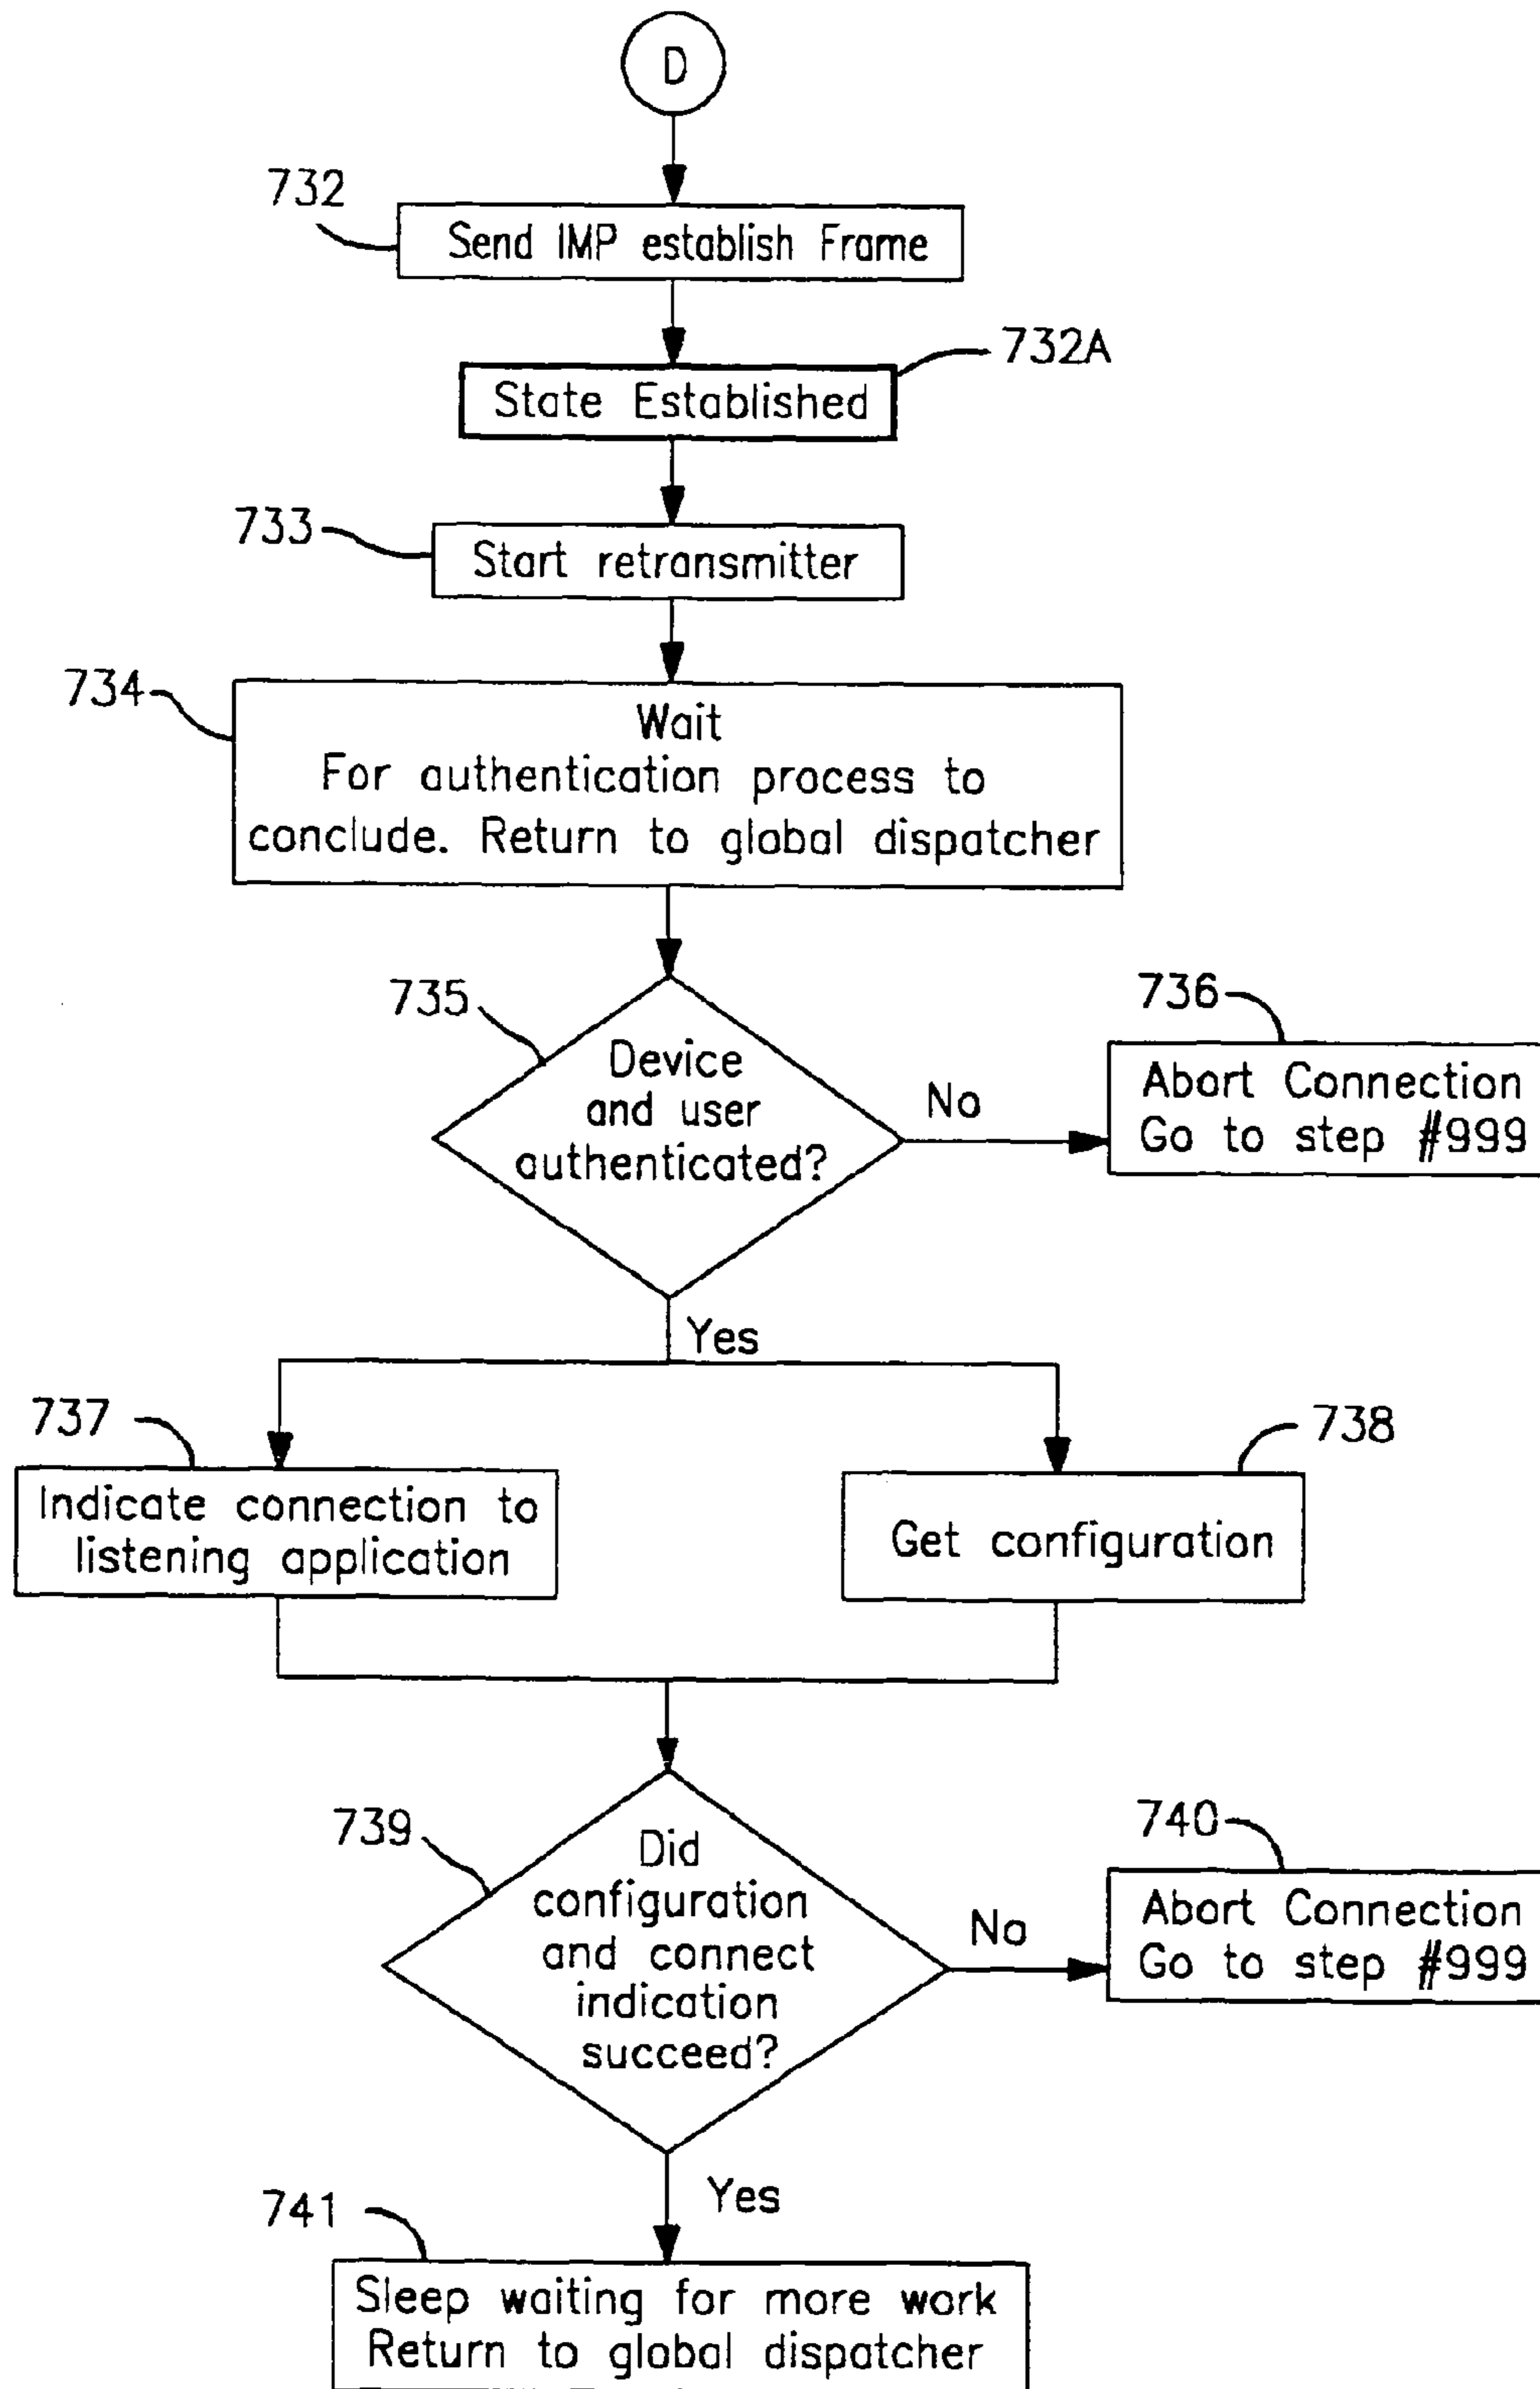 D
732
Send IMP establish Frame
732A
State Established
733
Start retransmitter
734
Wait
For authentication process to
conclude. Return to global dispatcher
735
Device
and user
authenticated?
No
736
Abort Connection
Go to step #999
Yes
737
Indicate connection to
listening application
738
Get configuration
739
Did
configuration
and connect
indication
succeed?
No
740
Abort Connection
Go to step #999
Yes
741
Sleep waiting for more work
Return to global dispatcher